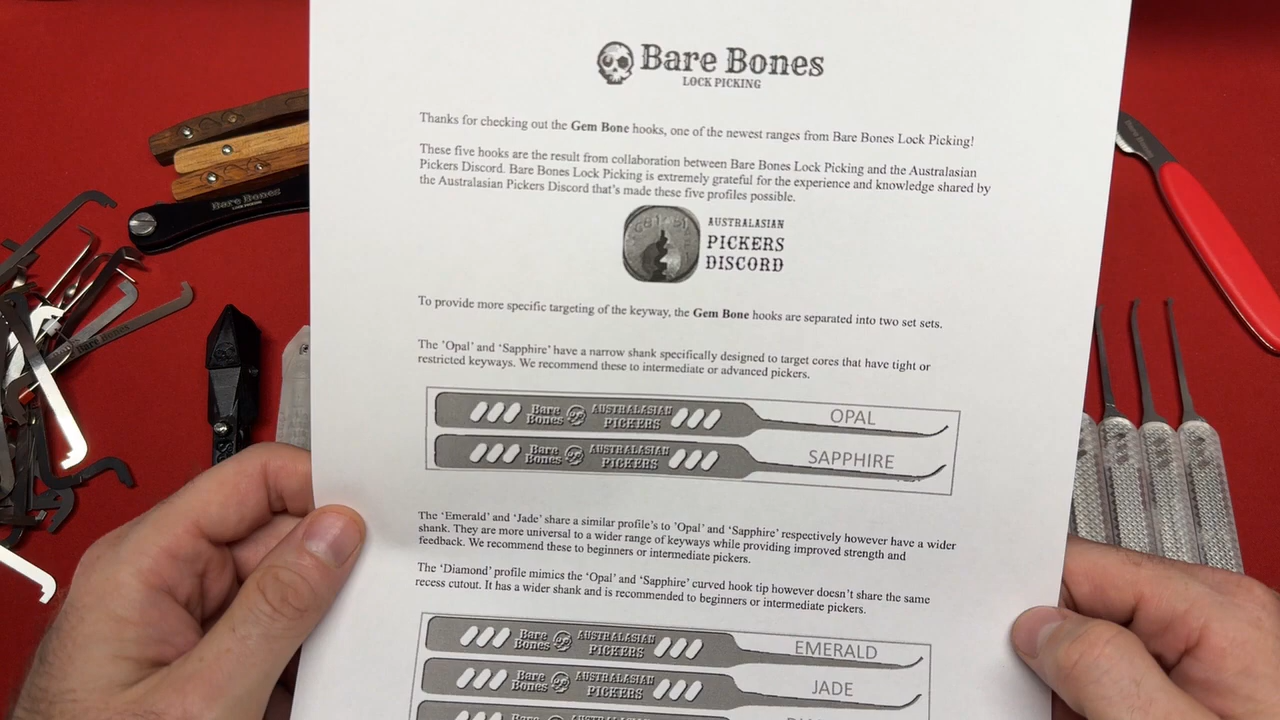 Bare Bones
LOCK PICKING
Thanks for checking out the Gem Bone hooks, one of the newest ranges from Bare Bones Lock Picking!
These five hooks are the result from collaboration between Bare Bones Lock Picking and the Australasian
Pickers Discord. Bare Bones Lock Picking is extremely grateful for the experience and knowledge shared by
the Australasian Pickers Discord that's made these five profiles possible.
AUSTRALASIAN
PICKERS
DISCORD
To provide more specific targeting of the keyway, the Gem Bone hooks are separated into two set sets.
The 'Opal' and 'Sapphire' have a narrow shank specifically designed to target cores that have tight or
restricted keyways. We recommend these to intermediate or advanced pickers.
Bare Bones AUSTRALASIAN PICKERS OPAL
Bare Bones AUSTRALASIAN PICKERS SAPPHIRE
The 'Emerald' and 'Jade' share a similar profile's to 'Opal' and 'Sapphire' respectively however have a wider
shank. They are more universal to a wider range of keyways while providing improved strength and
feedback. We recommend these to beginners or intermediate pickers.
The 'Diamond' profile mimics the 'Opal' and 'Sapphire' curved hook tip however doesn't share the same
recess cutout. It has a wider shank and is recommended to beginners or intermediate pickers.
Bare Bones AUSTRALASIAN PICKERS EMERALD
Bare Bones AUSTRALASIAN PICKERS JADE
Bare AUSTRALASIAN
Bare Bones
LOCK PICKING
Bare Bones